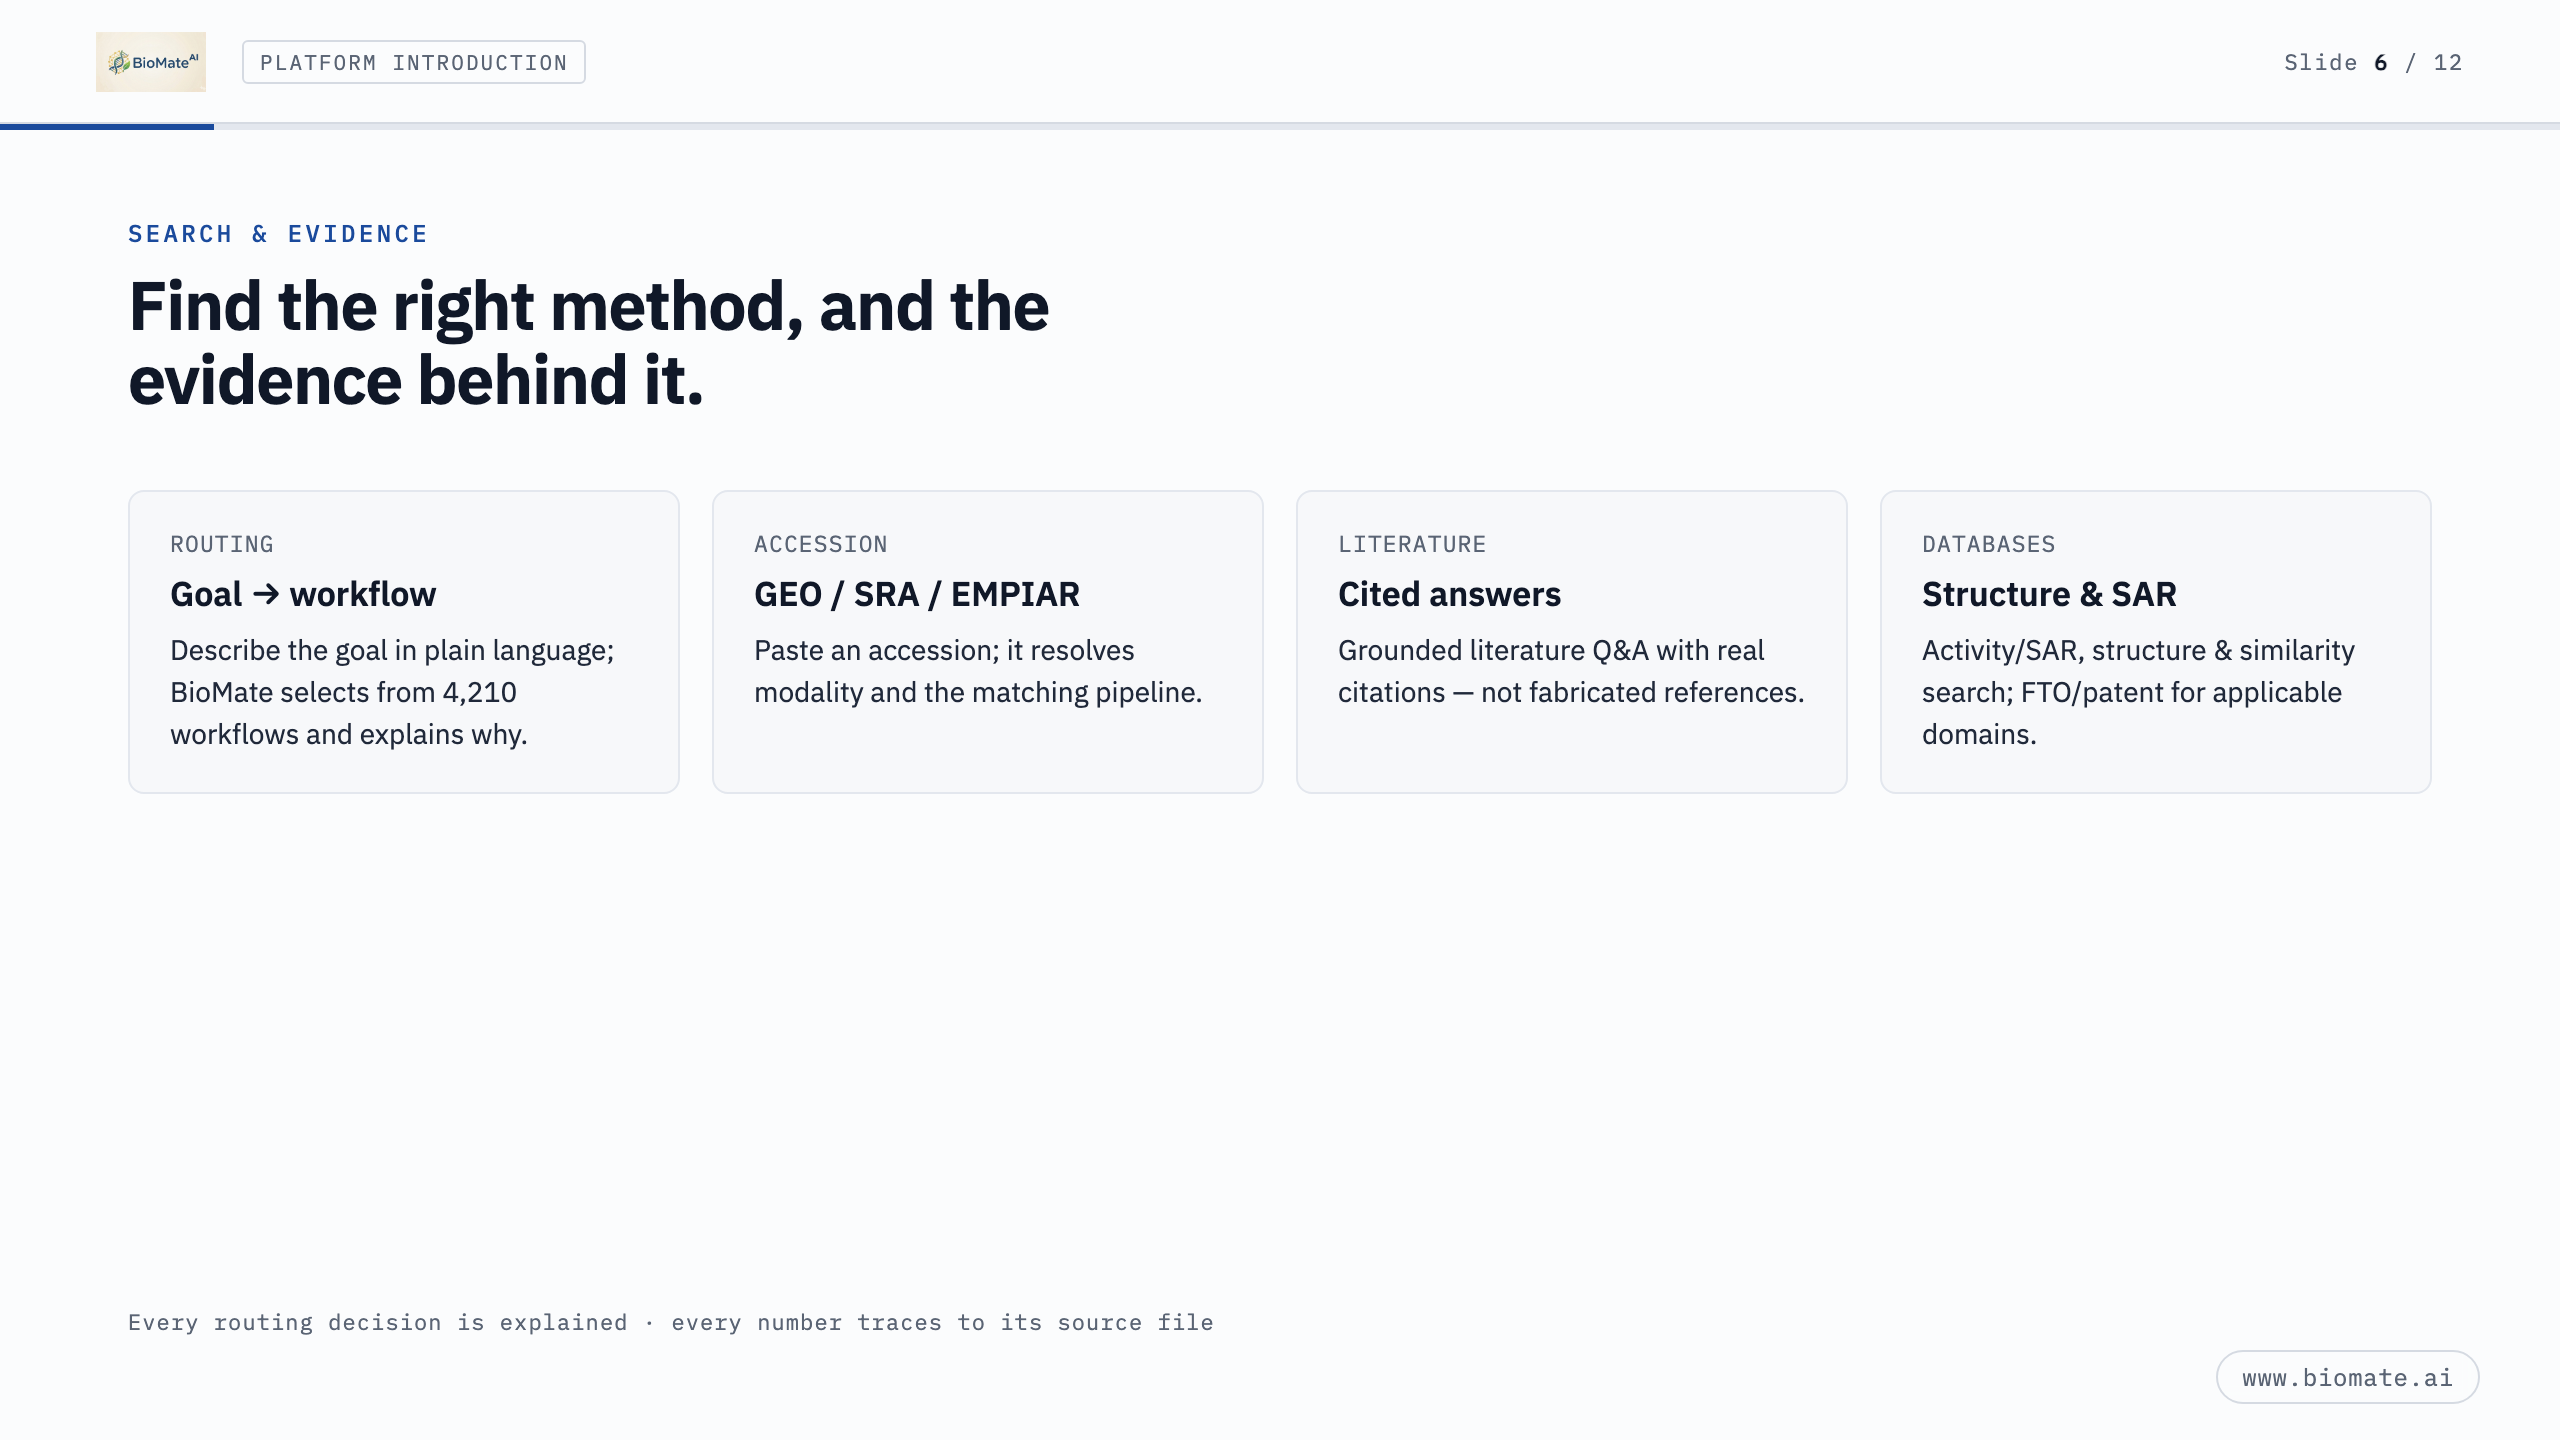 BioMate AI
PLATFORM INTRODUCTION
Slide 6 / 12
SEARCH & EVIDENCE
Find the right method, and the
evidence behind it.
ROUTING
Goal → workflow
Describe the goal in plain language;
BioMate selects from 4,210
workflows and explains why.
ACCESSION
GEO / SRA / EMPIAR
Paste an accession; it resolves
modality and the matching pipeline.
LITERATURE
Cited answers
Grounded literature Q&A with real
citations — not fabricated references.
DATABASES
Structure & SAR
Activity/SAR, structure & similarity
search; FTO/patent for applicable
domains.
Every routing decision is explained · every number traces to its source file
www.biomate.ai